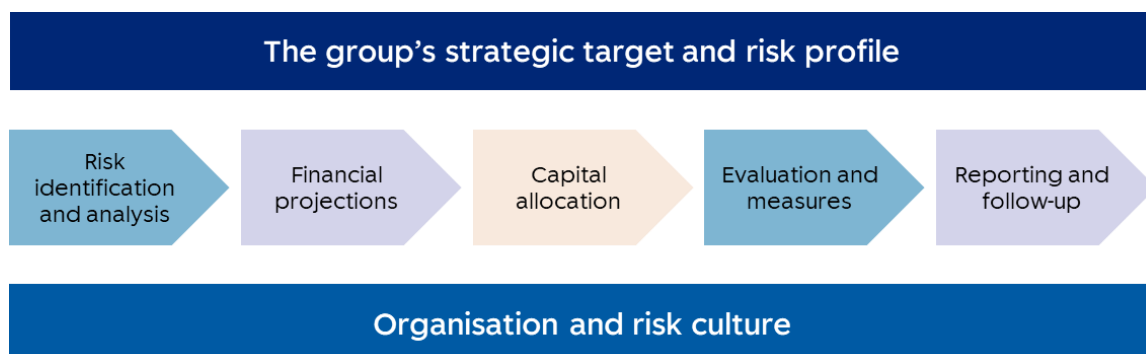 The group’s strategic target and risk profile
Risk
identification
and analysis
Financial
projections
Capital
allocation
Evaluation and
measures
Reporting and
follow-up
Organisation and risk culture